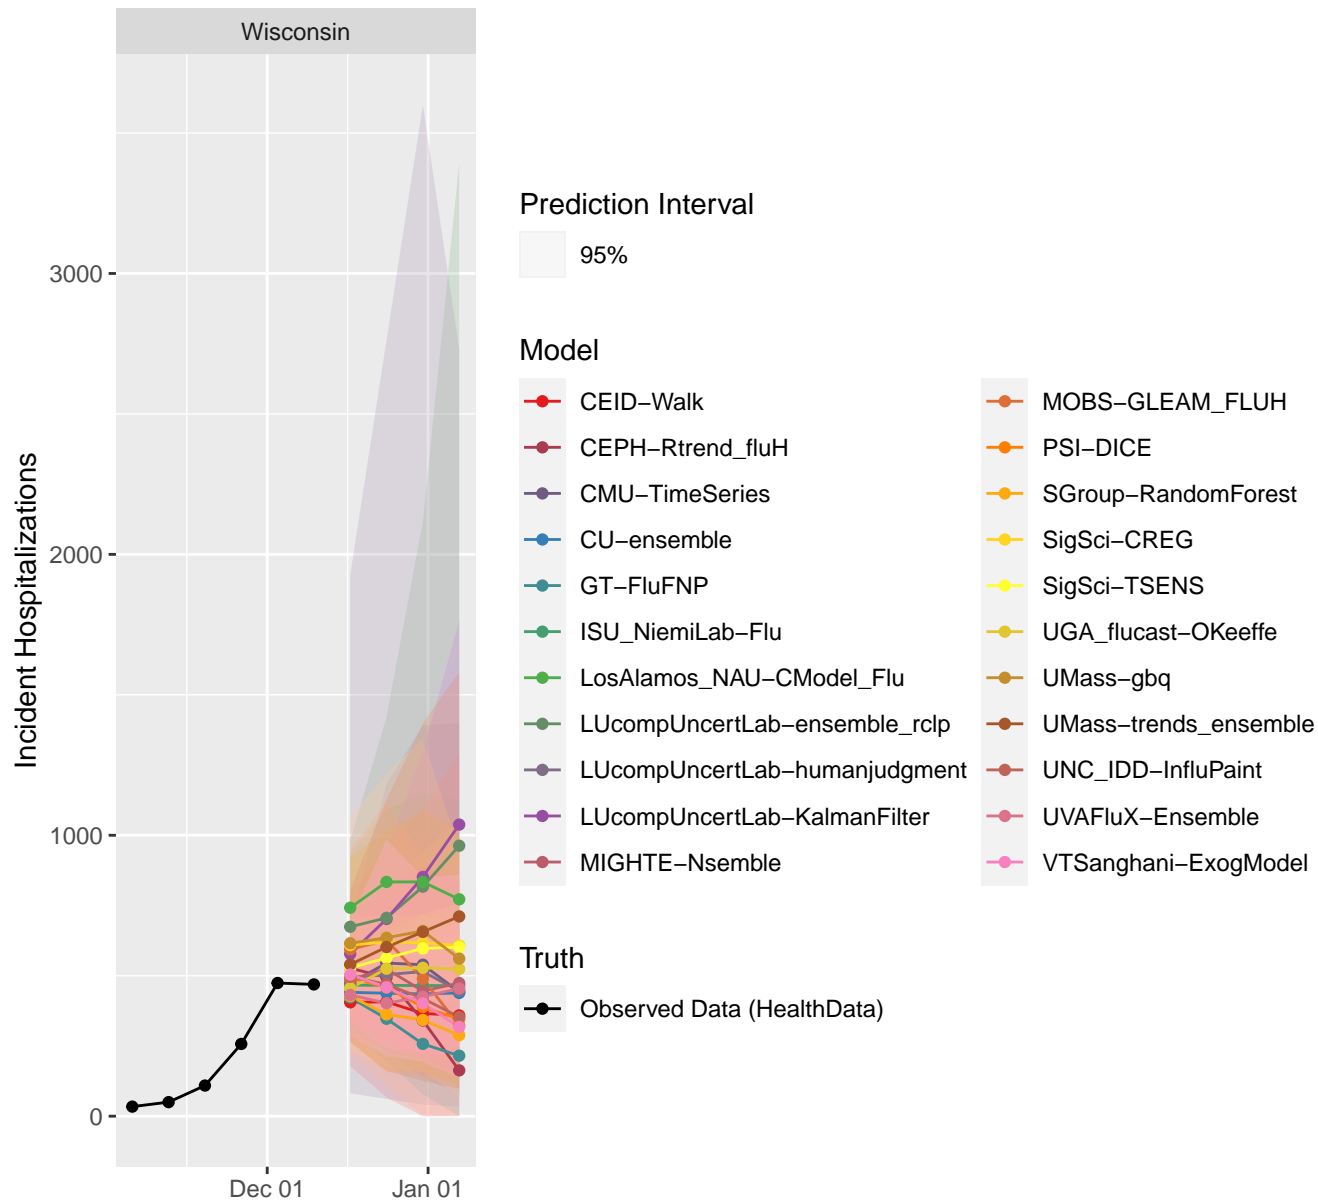 Wisconsin
Incident Hospitalizations
3000
2000
1000
0
Dec 01
Jan 01
Prediction Interval
95%
Model
CEID−Walk
CEPH−Rtrend_fluH
CMU−TimeSeries
CU−ensemble
GT−FluFNP
ISU_NiemiLab−Flu
LosAlamos_NAU−CModel_Flu
LUcompUncertLab−ensemble_rclp
LUcompUncertLab−humanjudgment
LUcompUncertLab−KalmanFilter
MIGHTE−Nsemble
MOBS−GLEAM_FLUH
PSI−DICE
SGroup−RandomForest
SigSci−CREG
SigSci−TSENS
UGA_flucast−OKeeffe
UMass−gbq
UMass−trends_ensemble
UNC_IDD−InfluPaint
UVAFluX−Ensemble
VTSanghani−ExogModel
Truth
Observed Data (HealthData)